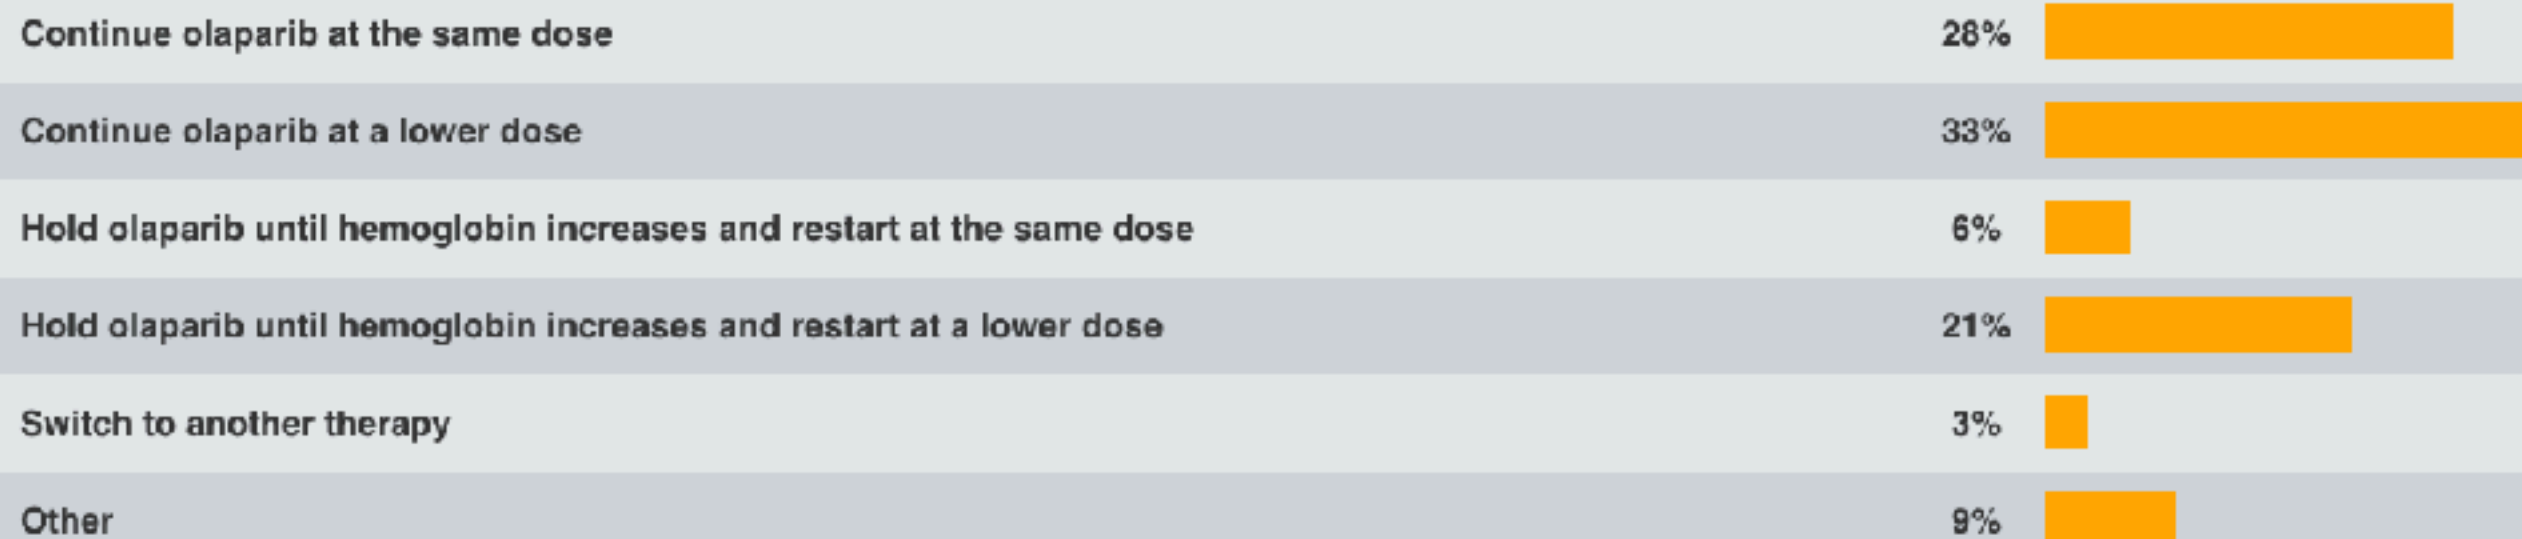 Continue olaparib at the same dose 28%
Continue olaparib at a lower dose 33%
Hold olaparib until hemoglobin increases and restart at the same dose 6%
Hold olaparib until hemoglobin increases and restart at a lower dose 21%
Switch to another therapy 3%
Other 9%